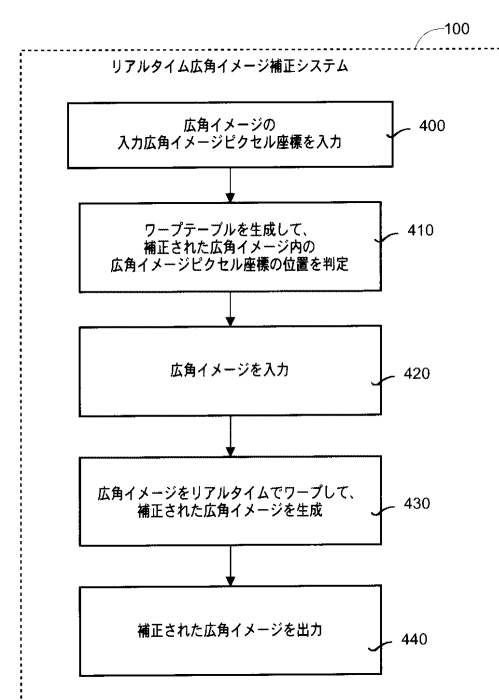 100
リアルタイム広角イメージ補正システム
広角イメージの
入力広角イメージピクセル座標を入力
400
ワープテーブルを生成して、
補正された広角イメージ内の
広角イメージピクセル座標の位置を判定
410
広角イメージを入力
420
広角イメージをリアルタイムでワープして、
補正された広角イメージを生成
430
補正された広角イメージを出力
440